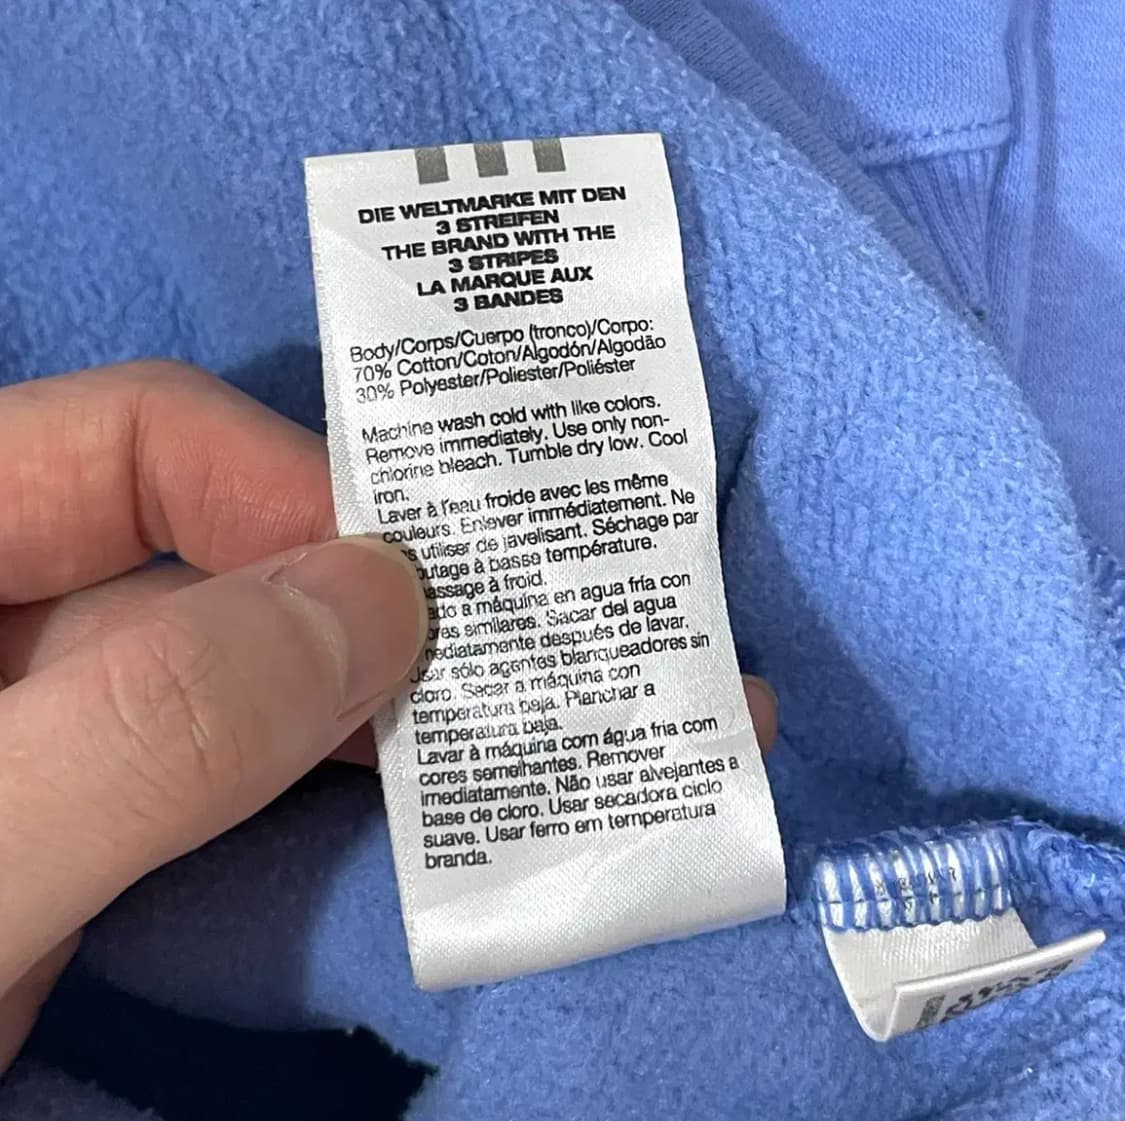 DIE WELTMARKE MIT DEN
3 STREIFEN
THE BRAND WITH THE
3 STRIPES
LA MARQUE AUX
3 BANDES
Body/Corps/Cuerpo (tronco)/Corpo:
70% Cotton/Coton/Algodón/Algodão
30% Polyester/Poliester/Poliéster
Machine wash cold with like colors.
Remove immediately. Use only non-
chlorine bleach. Tumble dry low. Cool
iron.
Laver à l'eau froide avec les même
couleurs. Enlever immédiatement. Ne
utiliser de javelisant. Séchage par
à basse température.
à froid.
a máquina en agua fría con
similares. Sacar del agua
después de lavar.
Usar sólo agentes blanqueadores sin
cloro. Secar a máquina con
temperatura baja. Planchar a
temperatura baja.
Lavar à máquina com água fria com
cores semelhantes. Remover
imediatamente. Não usar alvejantes a
base de cloro. Usar secadora ciclo
suave. Usar ferro em temperatura
branda.